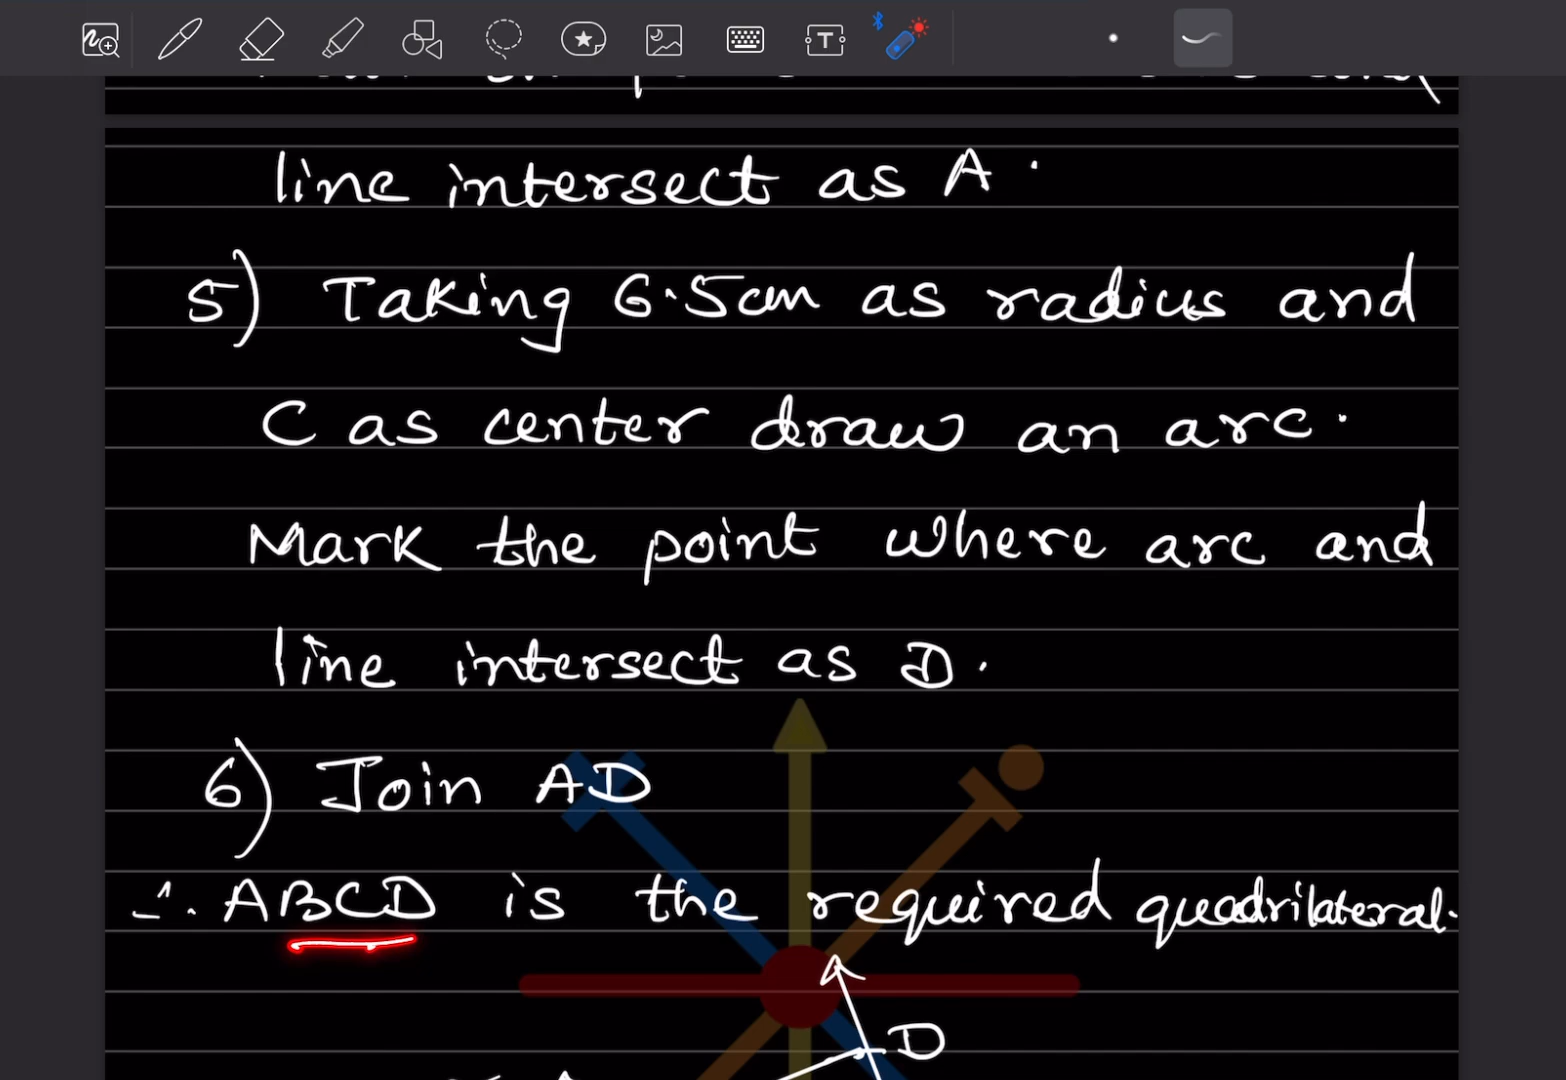 line intersect as A.
5) Taking 6.5cm as radius and
C as center draw an arc.
Mark the point where arc and
line intersect as D.
6) Join AD
∴ ABCD is the required quadrilateral.
D